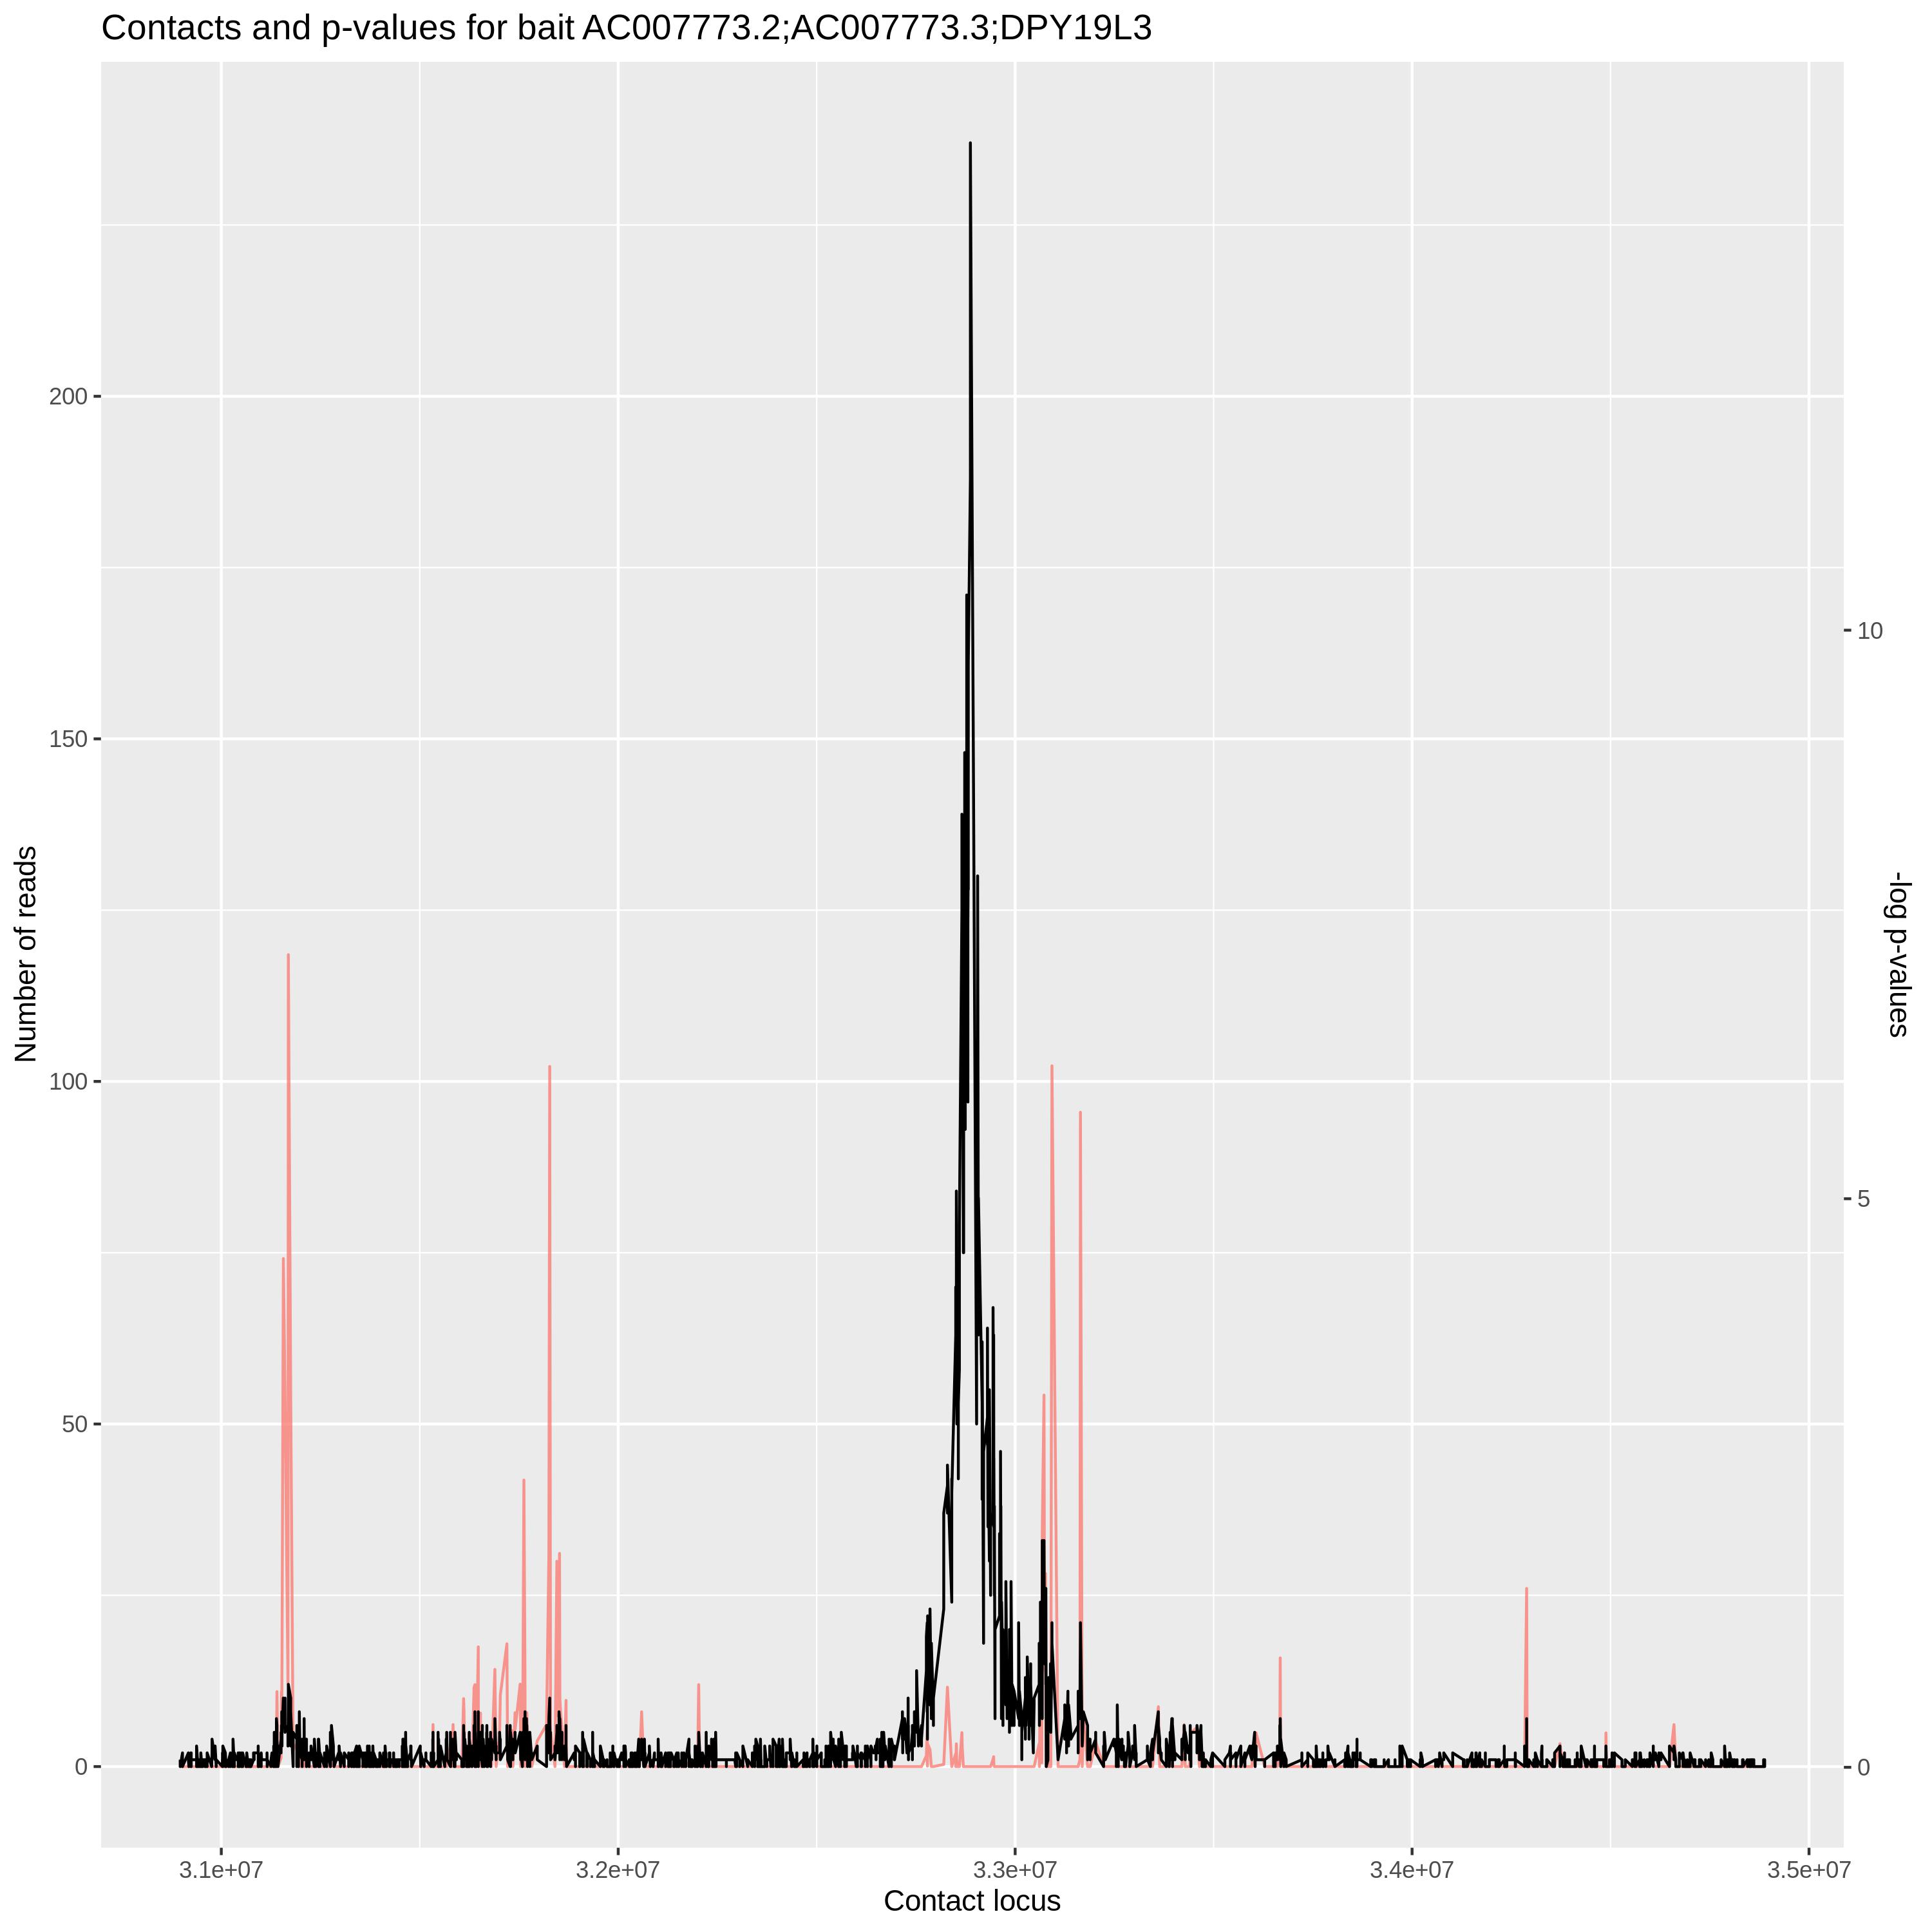 Contacts and p-values for bait AC007773.2;AC007773.3;DPY19L3
Number of reads
200
150
100
50
0
10
5
0
-log p-values
3.1e+07
3.2e+07
3.3e+07
3.4e+07
3.5e+07
Contact locus